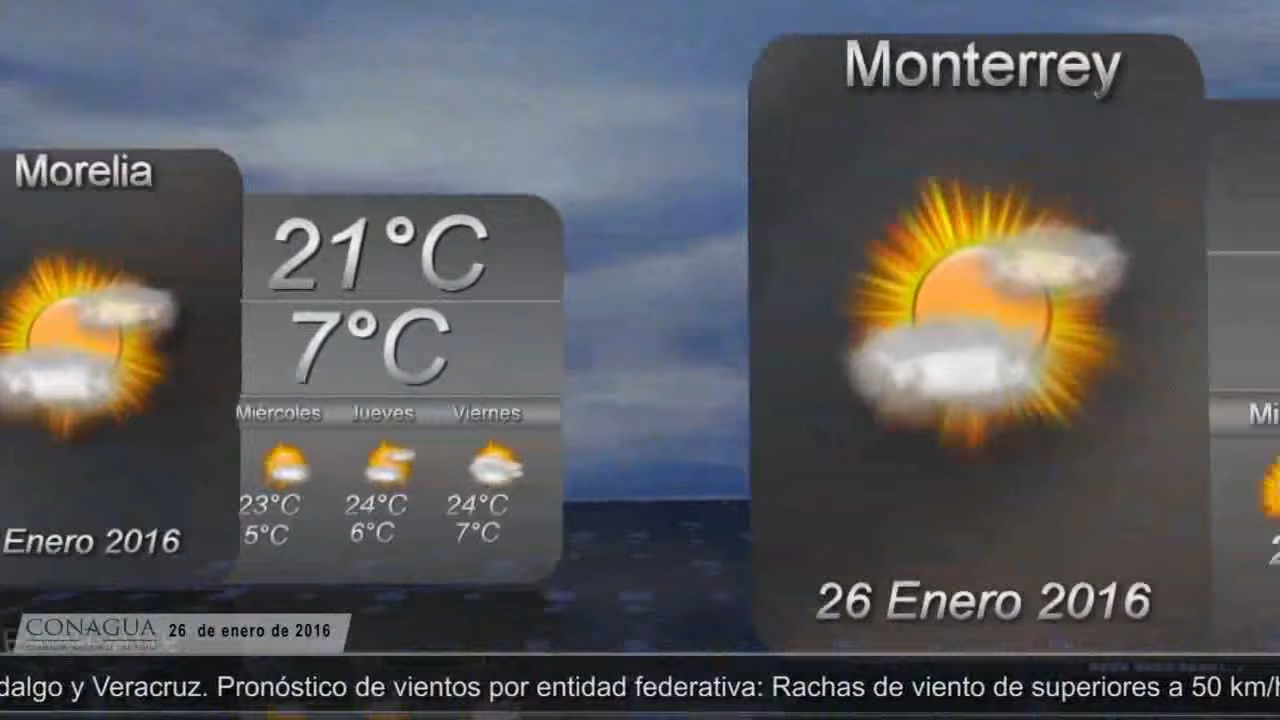 Morelia
21°C
7°C
Miércoles Jueves Viernes
23°C 24°C 24°C
5°C 6°C 7°C
Enero 2016
Monterrey
26 Enero 2016
Mi
2
CONAGUA 26 de enero de 2016
dalgo y Veracruz. Pronóstico de vientos por entidad federativa: Rachas de viento de superiores a 50 km/h